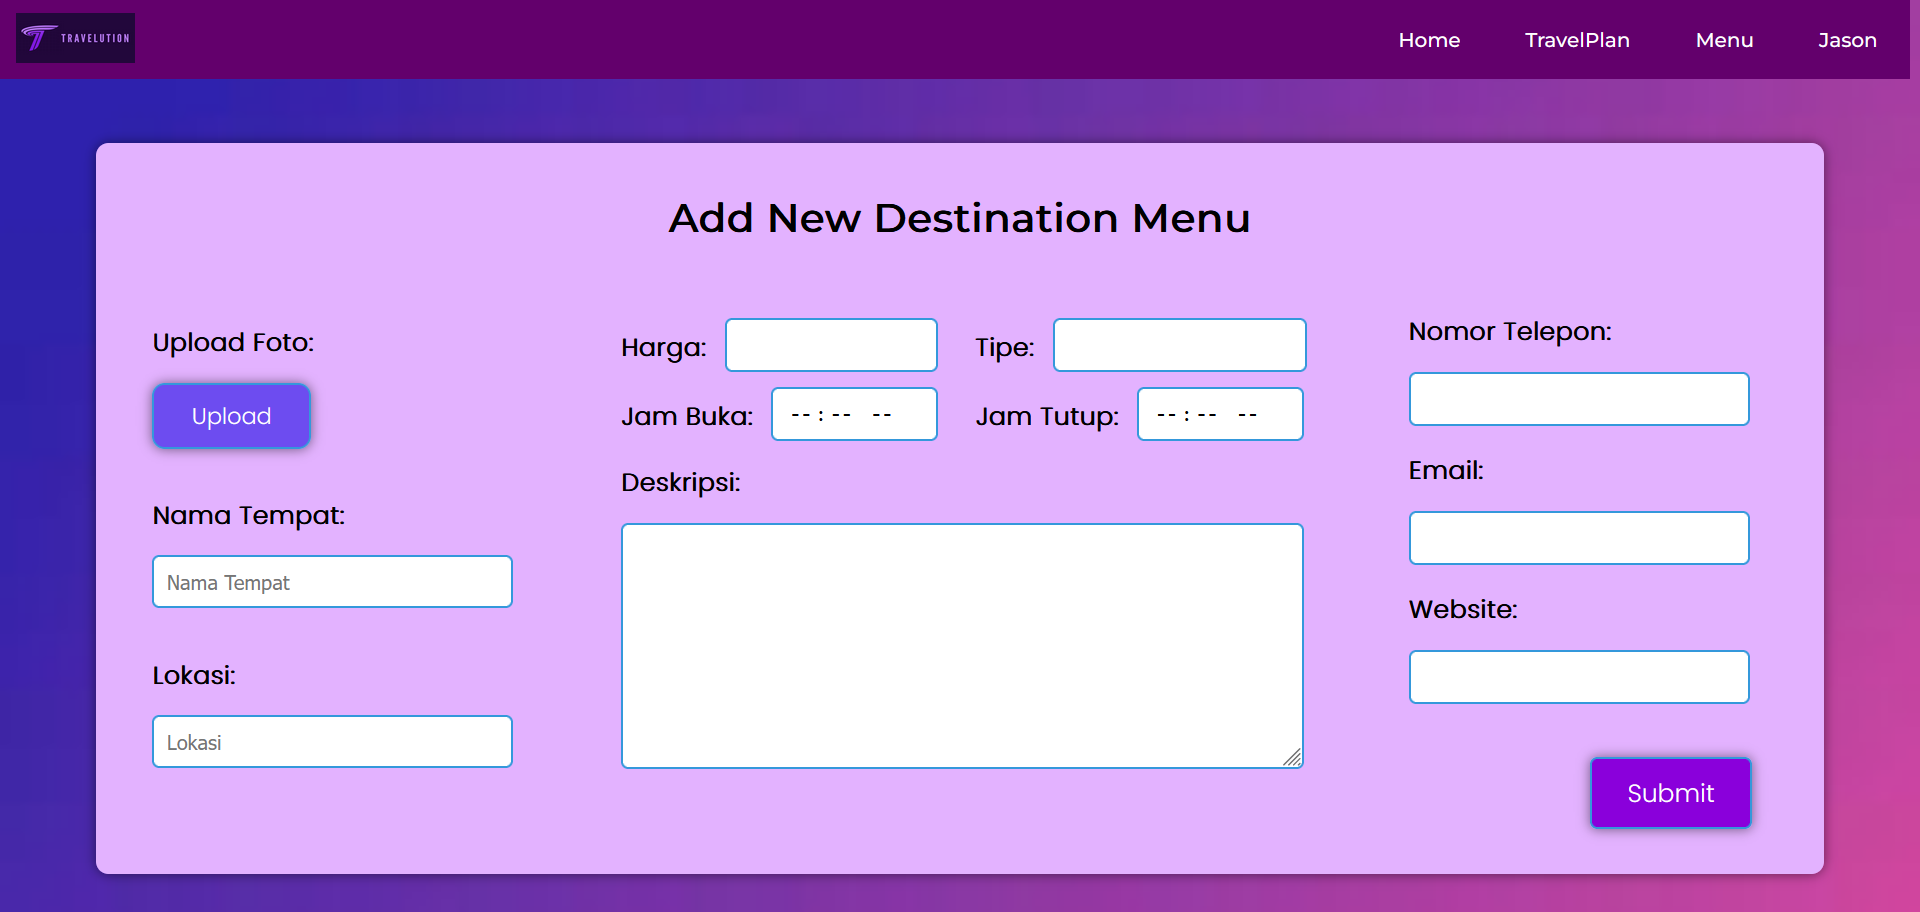 TRAVELUTION
Home TravelPlan Menu Jason
Add New Destination Menu
Upload Foto:
Upload
Nama Tempat:
Nama Tempat
Lokasi:
Lokasi
Harga:
Tipe:
Jam Buka: --:-- --
Jam Tutup: --:-- --
Deskripsi:
Nomor Telepon:
Email:
Website:
Submit